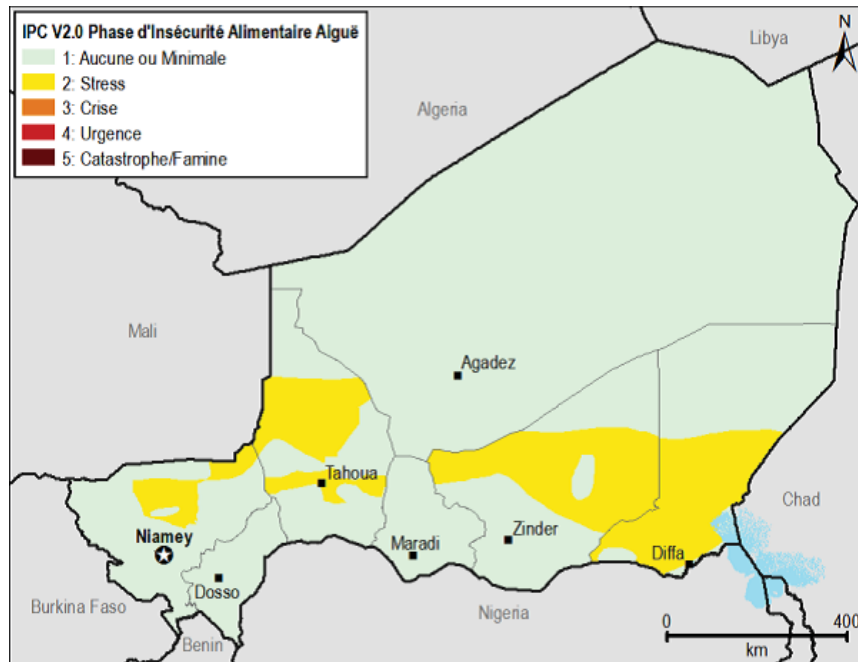 IPC V2.0 Phase d'Insécurité Alimentaire Aiguë
1: Aucune ou Minimale
2: Stress
3: Crise
4: Urgence
5: Catastrophe/Famine
N
Libya
Algeria
Mali
Agadez
Tahoua
Chad
Niamey
Zinder
Maradi
Diffa
Dosso
Burkina Faso
Nigeria
Benin
0 400
km